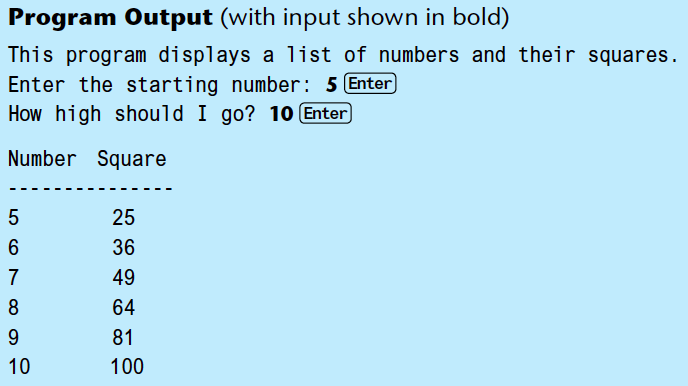 Program Output (with input shown in bold)
This program displays a list of numbers and their squares.
Enter the starting number: 5 Enter
How high should I go? 10 Enter
Number Square
---------------
5 25
6 36
7 49
8 64
9 81
10 100